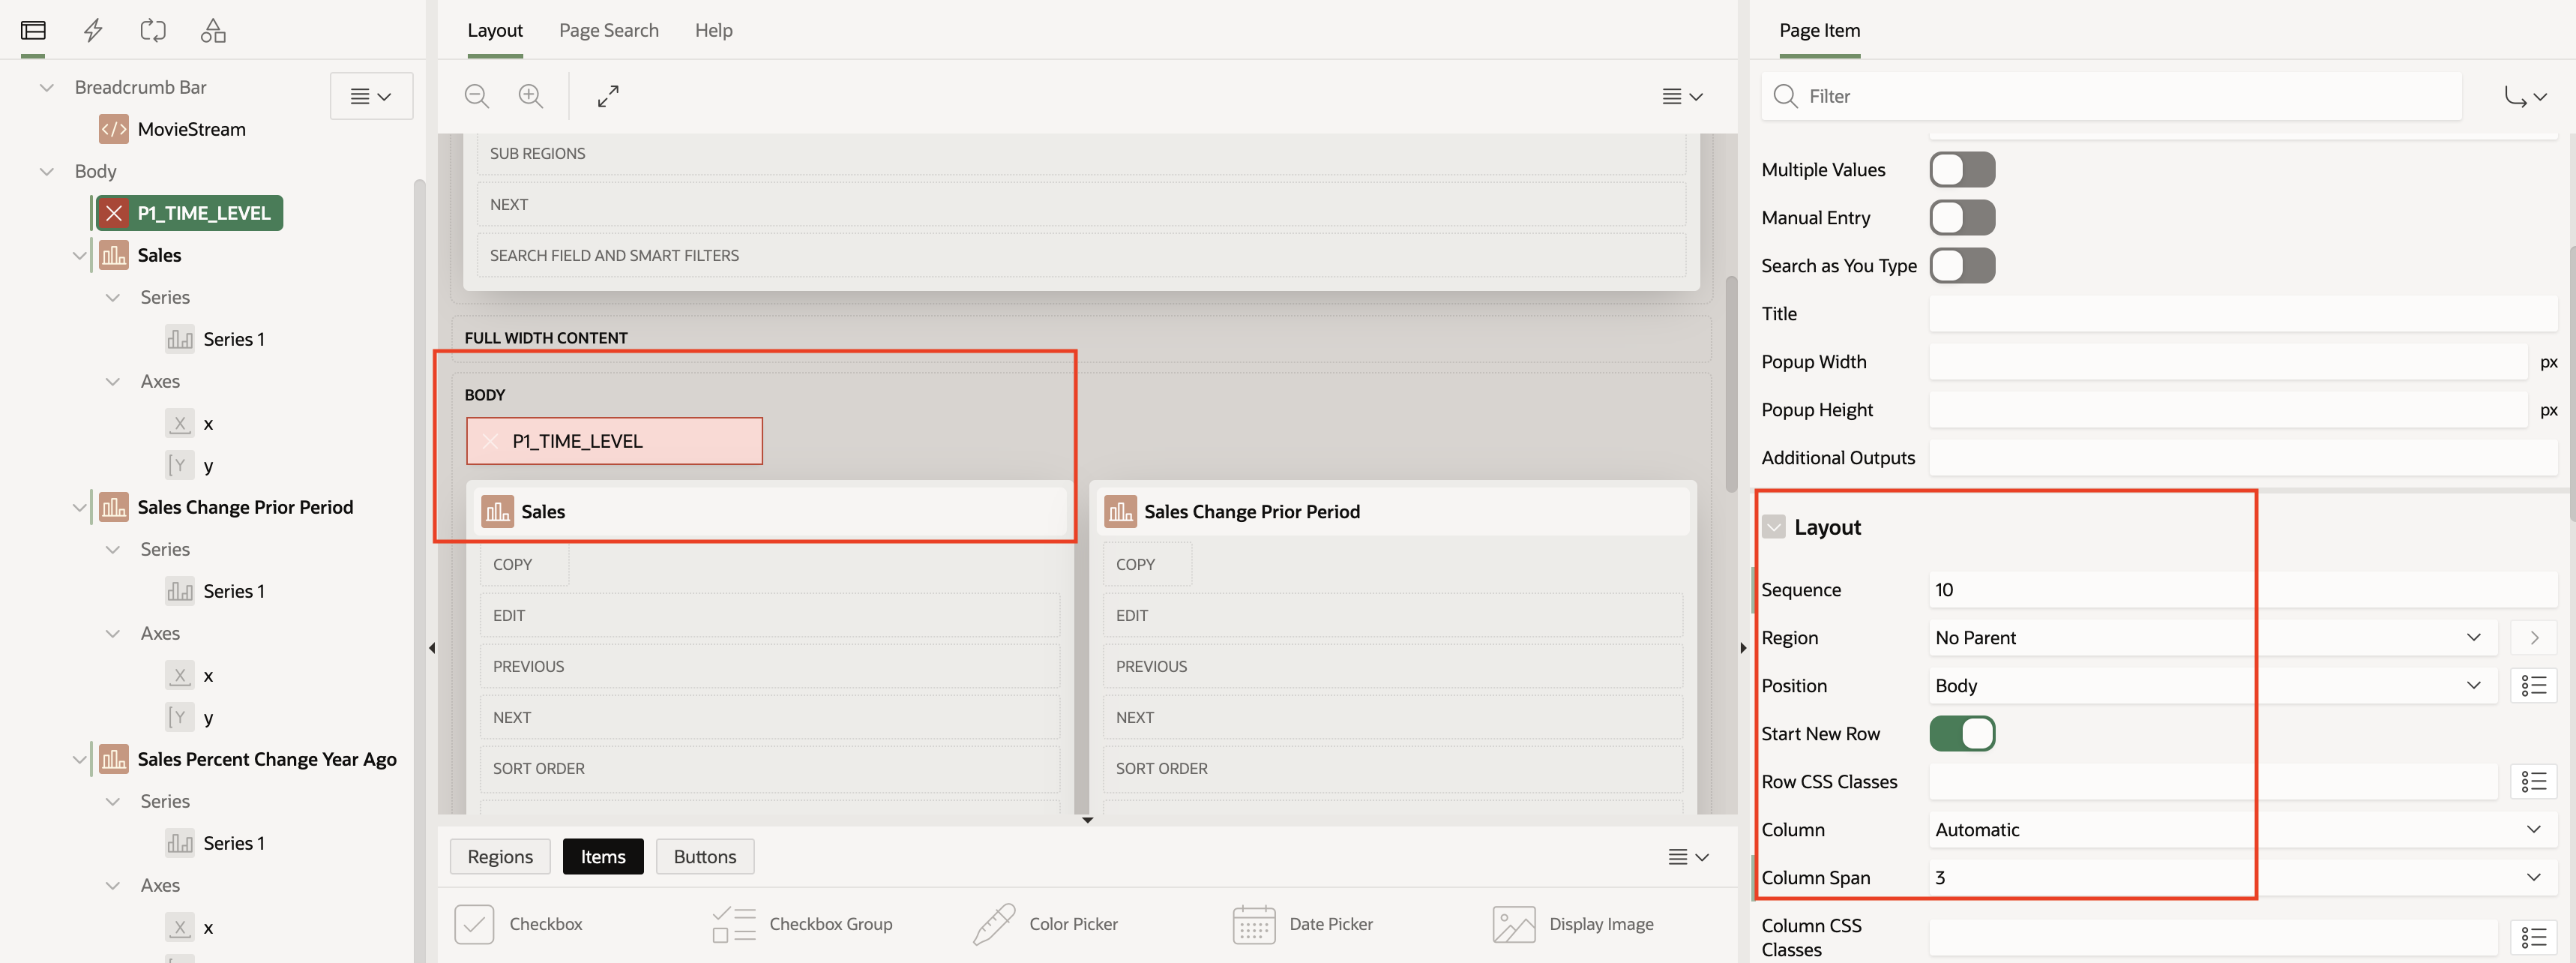 Breadcrumb Bar
MovieStream
Body
P1_TIME_LEVEL
Sales
Series
Series 1
Axes
x
y
Sales Change Prior Period
Series
Series 1
Axes
x
y
Sales Percent Change Year Ago
Series
Series 1
Axes
x
Layout Page Search Help
SUB REGIONS
NEXT
SEARCH FIELD AND SMART FILTERS
FULL WIDTH CONTENT
BODY
P1_TIME_LEVEL
Sales
COPY
EDIT
PREVIOUS
NEXT
SORT ORDER
Sales Change Prior Period
COPY
EDIT
PREVIOUS
NEXT
SORT ORDER
Regions Items Buttons
Checkbox Checkbox Group Color Picker Date Picker Display Image
Page Item
Filter
Multiple Values
Manual Entry
Search as You Type
Title
Popup Width px
Popup Height px
Additional Outputs
Layout
Sequence 10
Region No Parent
Position Body
Start New Row
Row CSS Classes
Column Automatic
Column Span 3
Column CSS
Classes